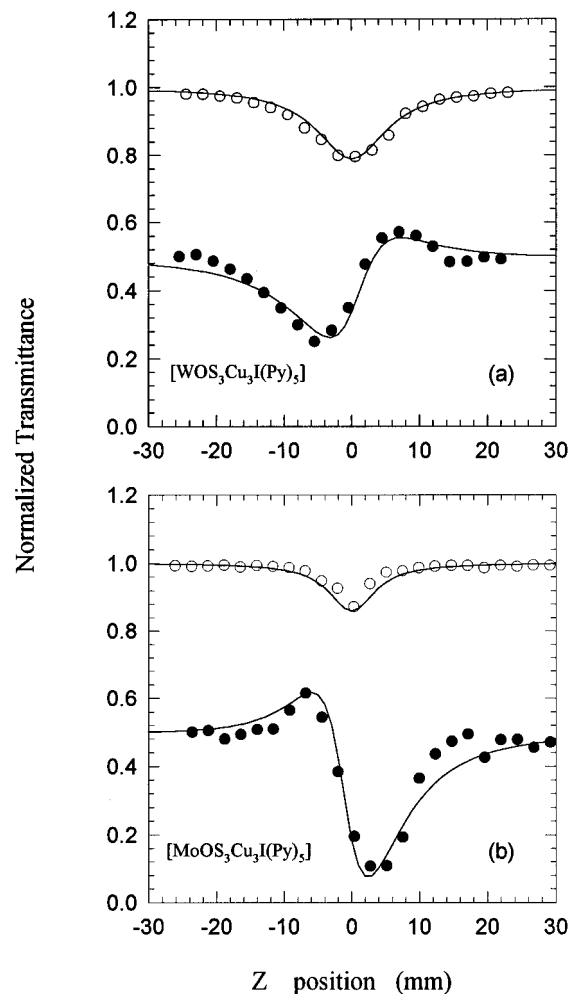 Normalized Transmittance
1.2
1.0
0.8
0.6
0.4
0.2
0.0
[WOS₃Cu₃I(Py)₅]
(a)
-30 -20 -10 0 10 20 30
1.2
1.0
0.8
0.6
0.4
0.2
0.0
[MoOS₃Cu₃I(Py)₅]
(b)
-30 -20 -10 0 10 20 30
Z position (mm)